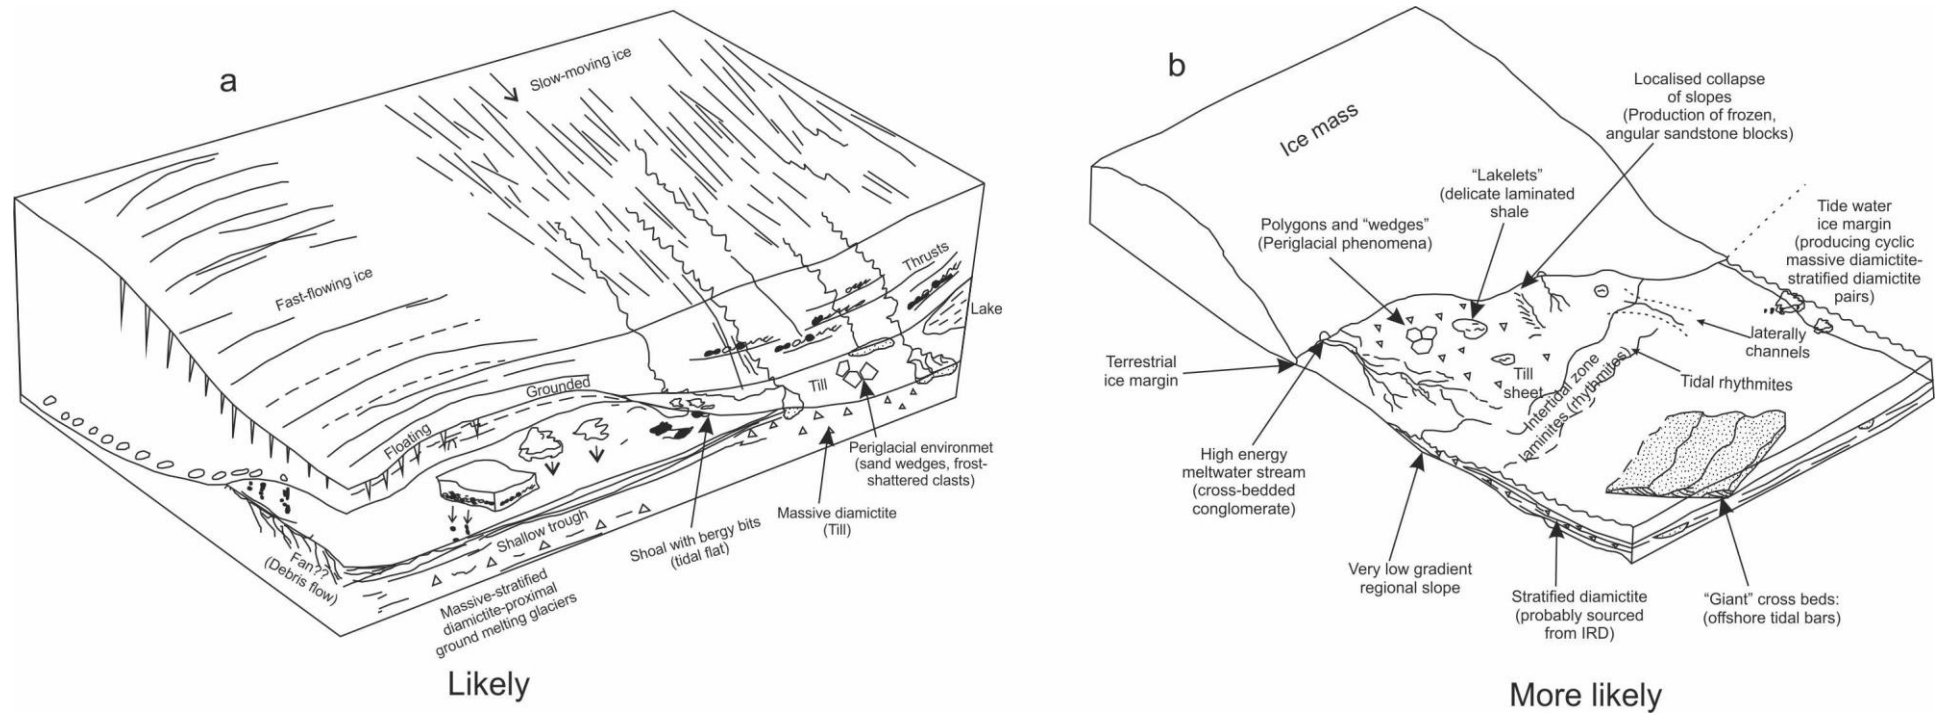 a
Slow-moving ice
Fast-flowing ice
Thrusts
Lake
Grounded
Floating
Till
Periglacial environmet
(sand wedges, frost-
shattered clasts)
Massive diamictite
(Till)
Shoal with bergy bits
(tidal flat)
Shallow trough
Fan??
(Debris flow)
Massive-stratified
diamictite-proximal
ground melting glaciers
Likely
b
Ice mass
Localised collapse
of slopes
(Production of frozen,
angular sandstone blocks)
"Lakelets"
(delicate laminated
shale
Polygons and "wedges"
(Periglacial phenomena)
Tide water
ice margin
(producing cyclic
massive diamictite-
stratified diamictite
pairs)
laterally
channels
Tidal rhythmites
Terrestrial
ice margin
Till
sheet
Intertidal zone
laminites (rhythmites)
High energy
meltwater stream
(cross-bedded
conglomerate)
Very low gradient
regional slope
Stratified diamictite
(probably sourced
from IRD)
"Giant" cross beds:
(offshore tidal bars)
More likely